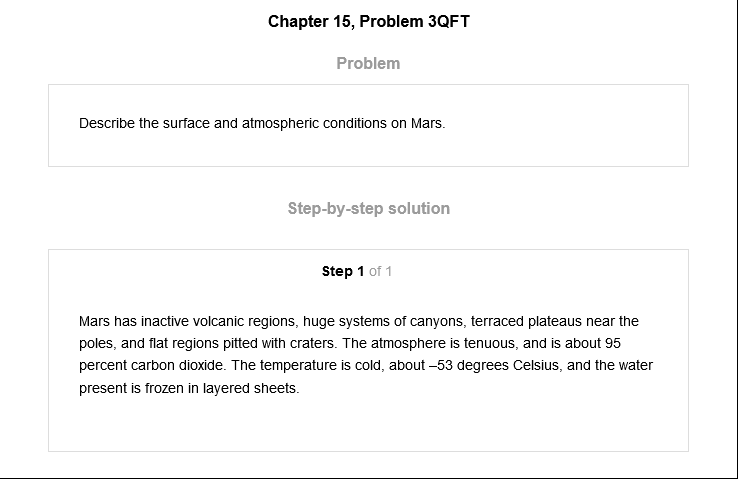 Chapter 15, Problem 3QFT
Problem
Describe the surface and atmospheric conditions on Mars.
Step-by-step solution
Step 1 of 1
Mars has inactive volcanic regions, huge systems of canyons, terraced plateaus near the
poles, and flat regions pitted with craters. The atmosphere is tenuous, and is about 95
percent carbon dioxide. The temperature is cold, about –53 degrees Celsius, and the water
present is frozen in layered sheets.